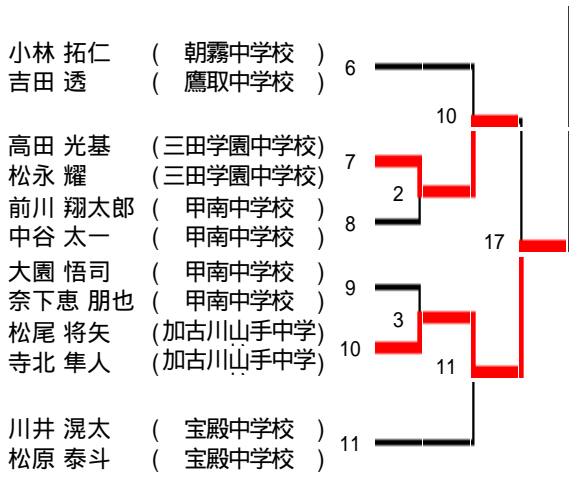 小林 拓仁 ( 朝霧中学校 ) 6
吉田 透 ( 鷹取中学校 )
10
高田 光基 (三田学園中学校) 7
松永 耀 (三田学園中学校)
2
前川 翔太郎 ( 甲南中学校 ) 8
中谷 太一 ( 甲南中学校 )
17
大園 悟司 ( 甲南中学校 ) 9
奈下恵 朋也 ( 甲南中学校 )
3
松尾 将矢 (加古川山手中学) 10
寺北 隼人 (加古川山手中学)
11
川井 滉太 ( 宝殿中学校 ) 11
松原 泰斗 ( 宝殿中学校 )